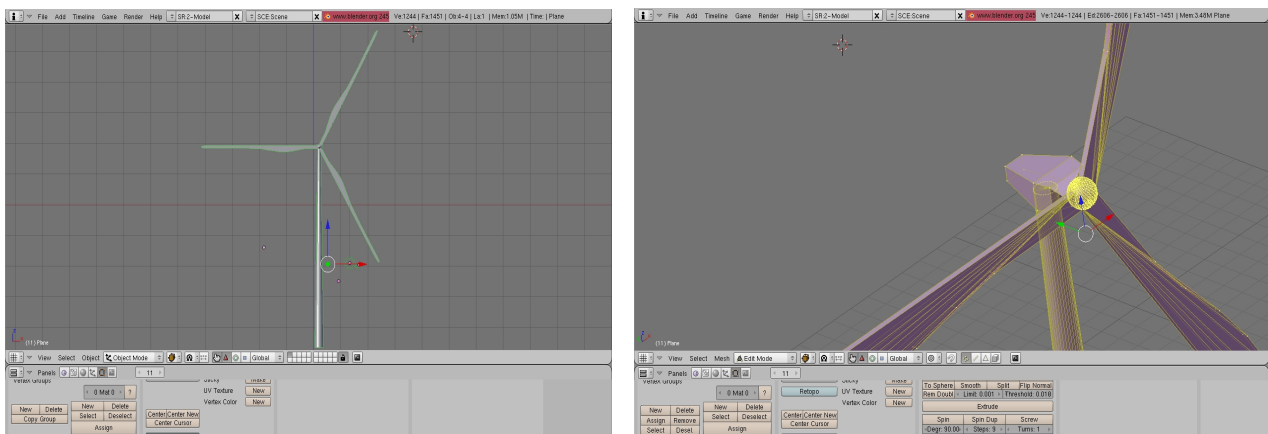 File Add Timeline Game Render Help SR:2-Model X SCE:Scene X www.blender.org 245 Ve:1244 | Fa:1451 | Ob:4-4 | La:1 | Mem:1.05M | Time: | Plane
z
(11) Plane
View Select Object Object Mode Global
Panels 11
Vertex Groups
0 Mat 0 ?
New Delete
Copy Group
New Delete
Select Deselect
Assign
Sticky Make
UV Texture New
Vertex Color New
Center Center New
Center Cursor
File Add Timeline Game Render Help SR:2-Model X SCE:Scene X www.blender.org 245 Ve:1244-1244 | Ed:2606-2606 | Fa:1451-1451 | Mem:3.48M Plane
z
(11) Plane
View Select Mesh Edit Mode Global
Panels 11
Vertex Groups
0 Mat 0 ?
New Delete
Assign Remove
Select Desel.
New Delete
Select Deselect
Assign
Retopo
Sticky Make
UV Texture New
Vertex Color New
Center Center New
Center Cursor
To Sphere Smooth Split Flip Normal
Rem Doubl Limit: 0.001 Threshold: 0.018
Extrude
Spin Spin Dup Screw
Degr: 90.00 Steps: 9 Turns: 1